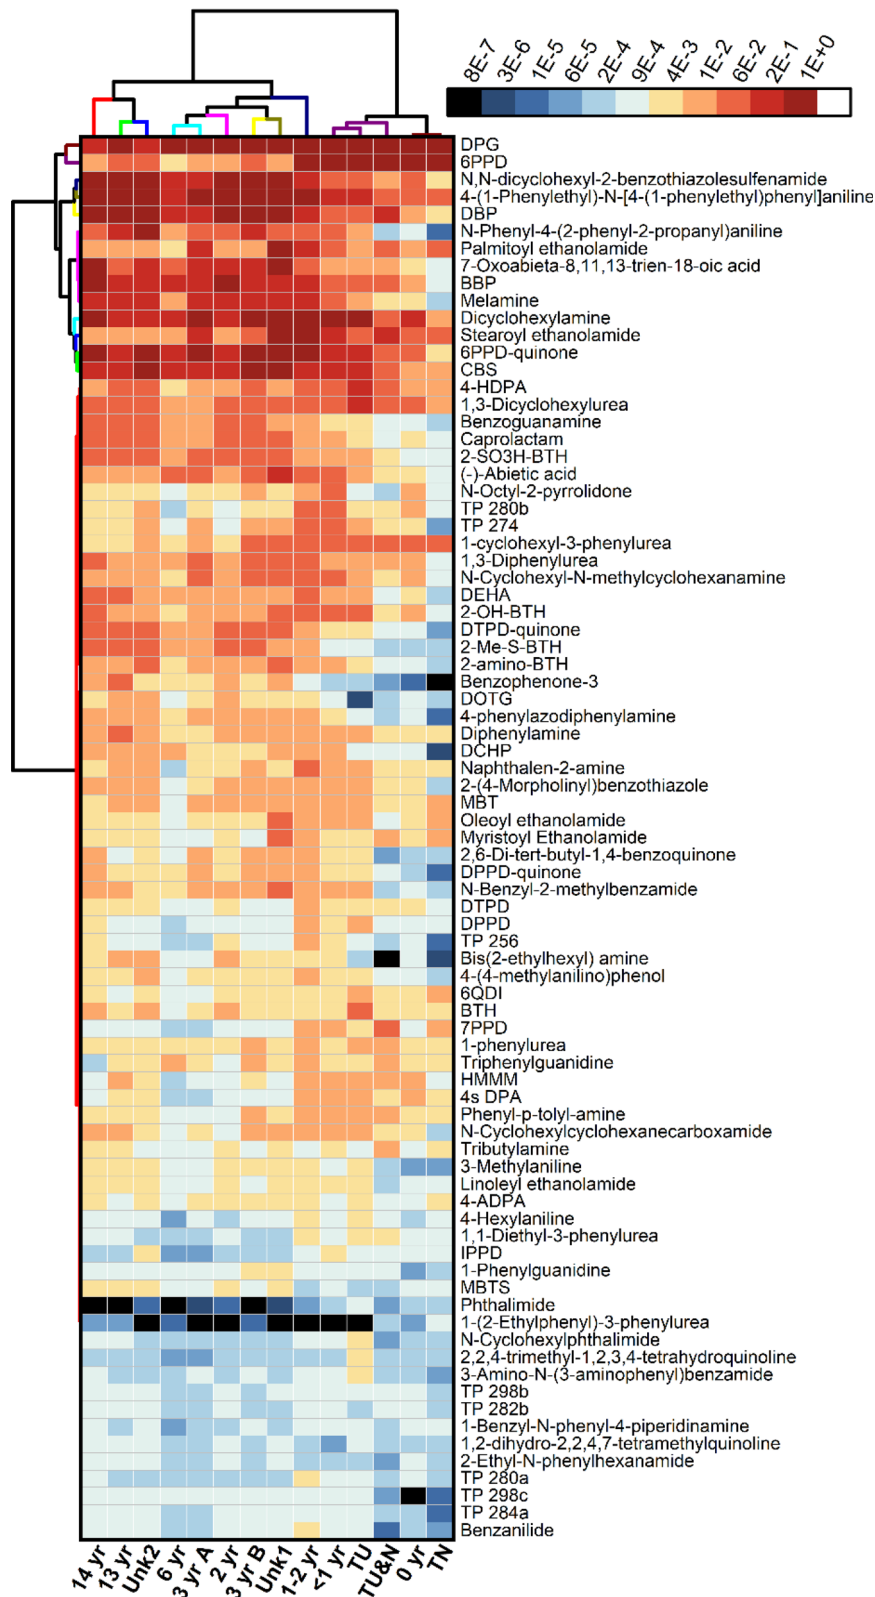 8E-7
3E-6
1E-5
6E-5
2E-4
9E-4
4E-3
1E-2
6E-2
2E-1
1E+0
DPG
6PPD
N,N-dicyclohexyl-2-benzothiazolesulfenamide
4-(1-Phenylethyl)-N-[4-(1-phenylethyl)phenyl]aniline
DBP
N-Phenyl-4-(2-phenyl-2-propanyl)aniline
Palmitoyl ethanolamide
7-Oxoabieta-8,11,13-trien-18-oic acid
BBP
Melamine
Dicyclohexylamine
Stearoyl ethanolamide
6PPD-quinone
CBS
4-HDPA
1,3-Dicyclohexylurea
Benzoguanamine
Caprolactam
2-SO3H-BTH
(-)-Abietic acid
N-Octyl-2-pyrrolidone
TP 280b
TP 274
1-cyclohexyl-3-phenylurea
1,3-Diphenylurea
N-Cyclohexyl-N-methylcyclohexanamine
DEHA
2-OH-BTH
DTPD-quinone
2-Me-S-BTH
2-amino-BTH
Benzophenone-3
DOTG
4-phenylazodiphenylamine
Diphenylamine
DCHP
Naphthalen-2-amine
2-(4-Morpholinyl)benzothiazole
MBT
Oleoyl ethanolamide
Myristoyl Ethanolamide
2,6-Di-tert-butyl-1,4-benzoquinone
DPPD-quinone
N-Benzyl-2-methylbenzamide
DTPD
DPPD
TP 256
Bis(2-ethylhexyl) amine
4-(4-methylanilino)phenol
6QDI
BTH
7PPD
1-phenylurea
Triphenylguanidine
HMMM
4s DPA
Phenyl-p-tolyl-amine
N-Cyclohexylcyclohexanecarboxamide
Tributylamine
3-Methylaniline
Linoleyl ethanolamide
4-ADPA
4-Hexylaniline
1,1-Diethyl-3-phenylurea
IPPD
1-Phenylguanidine
MBTS
Phthalimide
1-(2-Ethylphenyl)-3-phenylurea
N-Cyclohexylphthalimide
2,2,4-trimethyl-1,2,3,4-tetrahydroquinoline
3-Amino-N-(3-aminophenyl)benzamide
TP 298b
TP 282b
1-Benzyl-N-phenyl-4-piperidinamine
1,2-dihydro-2,2,4,7-tetramethylquinoline
2-Ethyl-N-phenylhexanamide
TP 280a
TP 298c
TP 284a
Benzanilide
14 yr
13 yr
Unk2
6 yr
3 yr A
2 yr
3 yr B
Unk1
1-2 yr
<1 yr
TU
TU&N
0 yr
TN